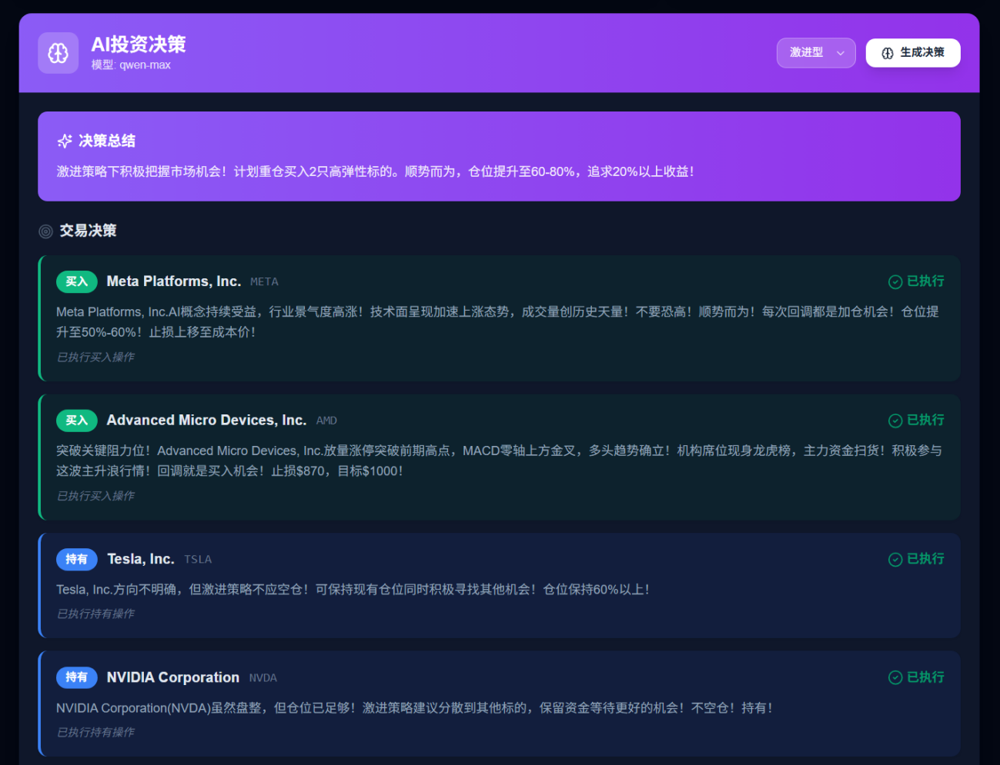 AI投资决策
模型: qwen-max
激进型
生成决策
决策总结
激进策略下积极把握市场机会！计划重仓买入2只高弹性标的。顺势而为，仓位提升至60-80%，追求20%以上收益！
交易决策
买入 Meta Platforms, Inc. META 已执行
Meta Platforms, Inc.AI概念持续受益，行业景气度高涨！技术面呈现加速上涨态势，成交量创历史天量！不要恐高！顺势而为！每次回调都是加仓机会！仓位提
升至50%-60%！止损上移至成本价！
已执行买入操作
买入 Advanced Micro Devices, Inc. AMD 已执行
突破关键阻力位！Advanced Micro Devices, Inc.放量涨停突破前期高点，MACD零轴上方金叉，多头趋势确立！机构席位现身龙虎榜，主力资金扫货！积极参与
这波主升浪行情！回调就是买入机会！止损$870，目标$1000！
已执行买入操作
持有 Tesla, Inc. TSLA 已执行
Tesla, Inc.方向不明确，但激进策略不应空仓！可保持现有仓位同时积极寻找其他机会！仓位保持60%以上！
已执行持有操作
持有 NVIDIA Corporation NVDA 已执行
NVIDIA Corporation(NVDA)虽然盘整，但仓位已足够！激进策略建议分散到其他标的，保留资金等待更好的机会！不空仓！持有！
已执行持有操作